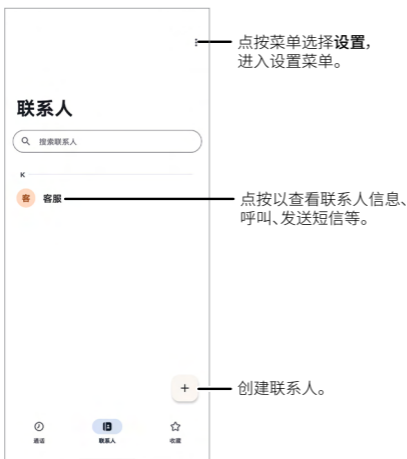 点按菜单选择设置，
进入设置菜单。
联系人
搜索联系人
K
客 客服
点按以查看联系人信息、
呼叫、发送短信等。
+
创建联系人。
通话 联系人 收藏